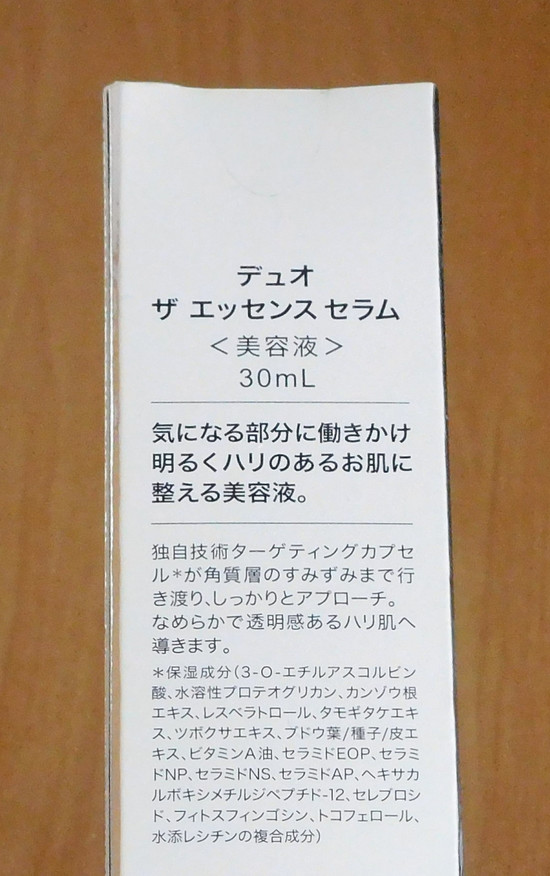 デュオ
ザ エッセンス セラム
＜美容液＞
30mL
気になる部分に働きかけ
明るくハリのあるお肌に
整える美容液。
独自技術ターゲティングカプセ
ル＊が角質層のすみずみまで行
き渡り、しっかりとアプローチ。
なめらかで透明感あるハリ肌へ
導きます。
＊保湿成分(3-O-エチルアスコルビン
酸、水溶性プロテオグリカン、カンゾウ根
エキス、レスベラトロール、タモギタケエキ
ス、ツボクサエキス、ブドウ葉/種子/皮エ
キス、ビタミンA油、セラミドEOP、セラミ
ドNP、セラミドNS、セラミドAP、ヘキサカ
ルボキシメチルジペプチド-12、セレブロシ
ド、フィトスフィンゴシン、トコフェロール、
水添レシチンの複合成分)